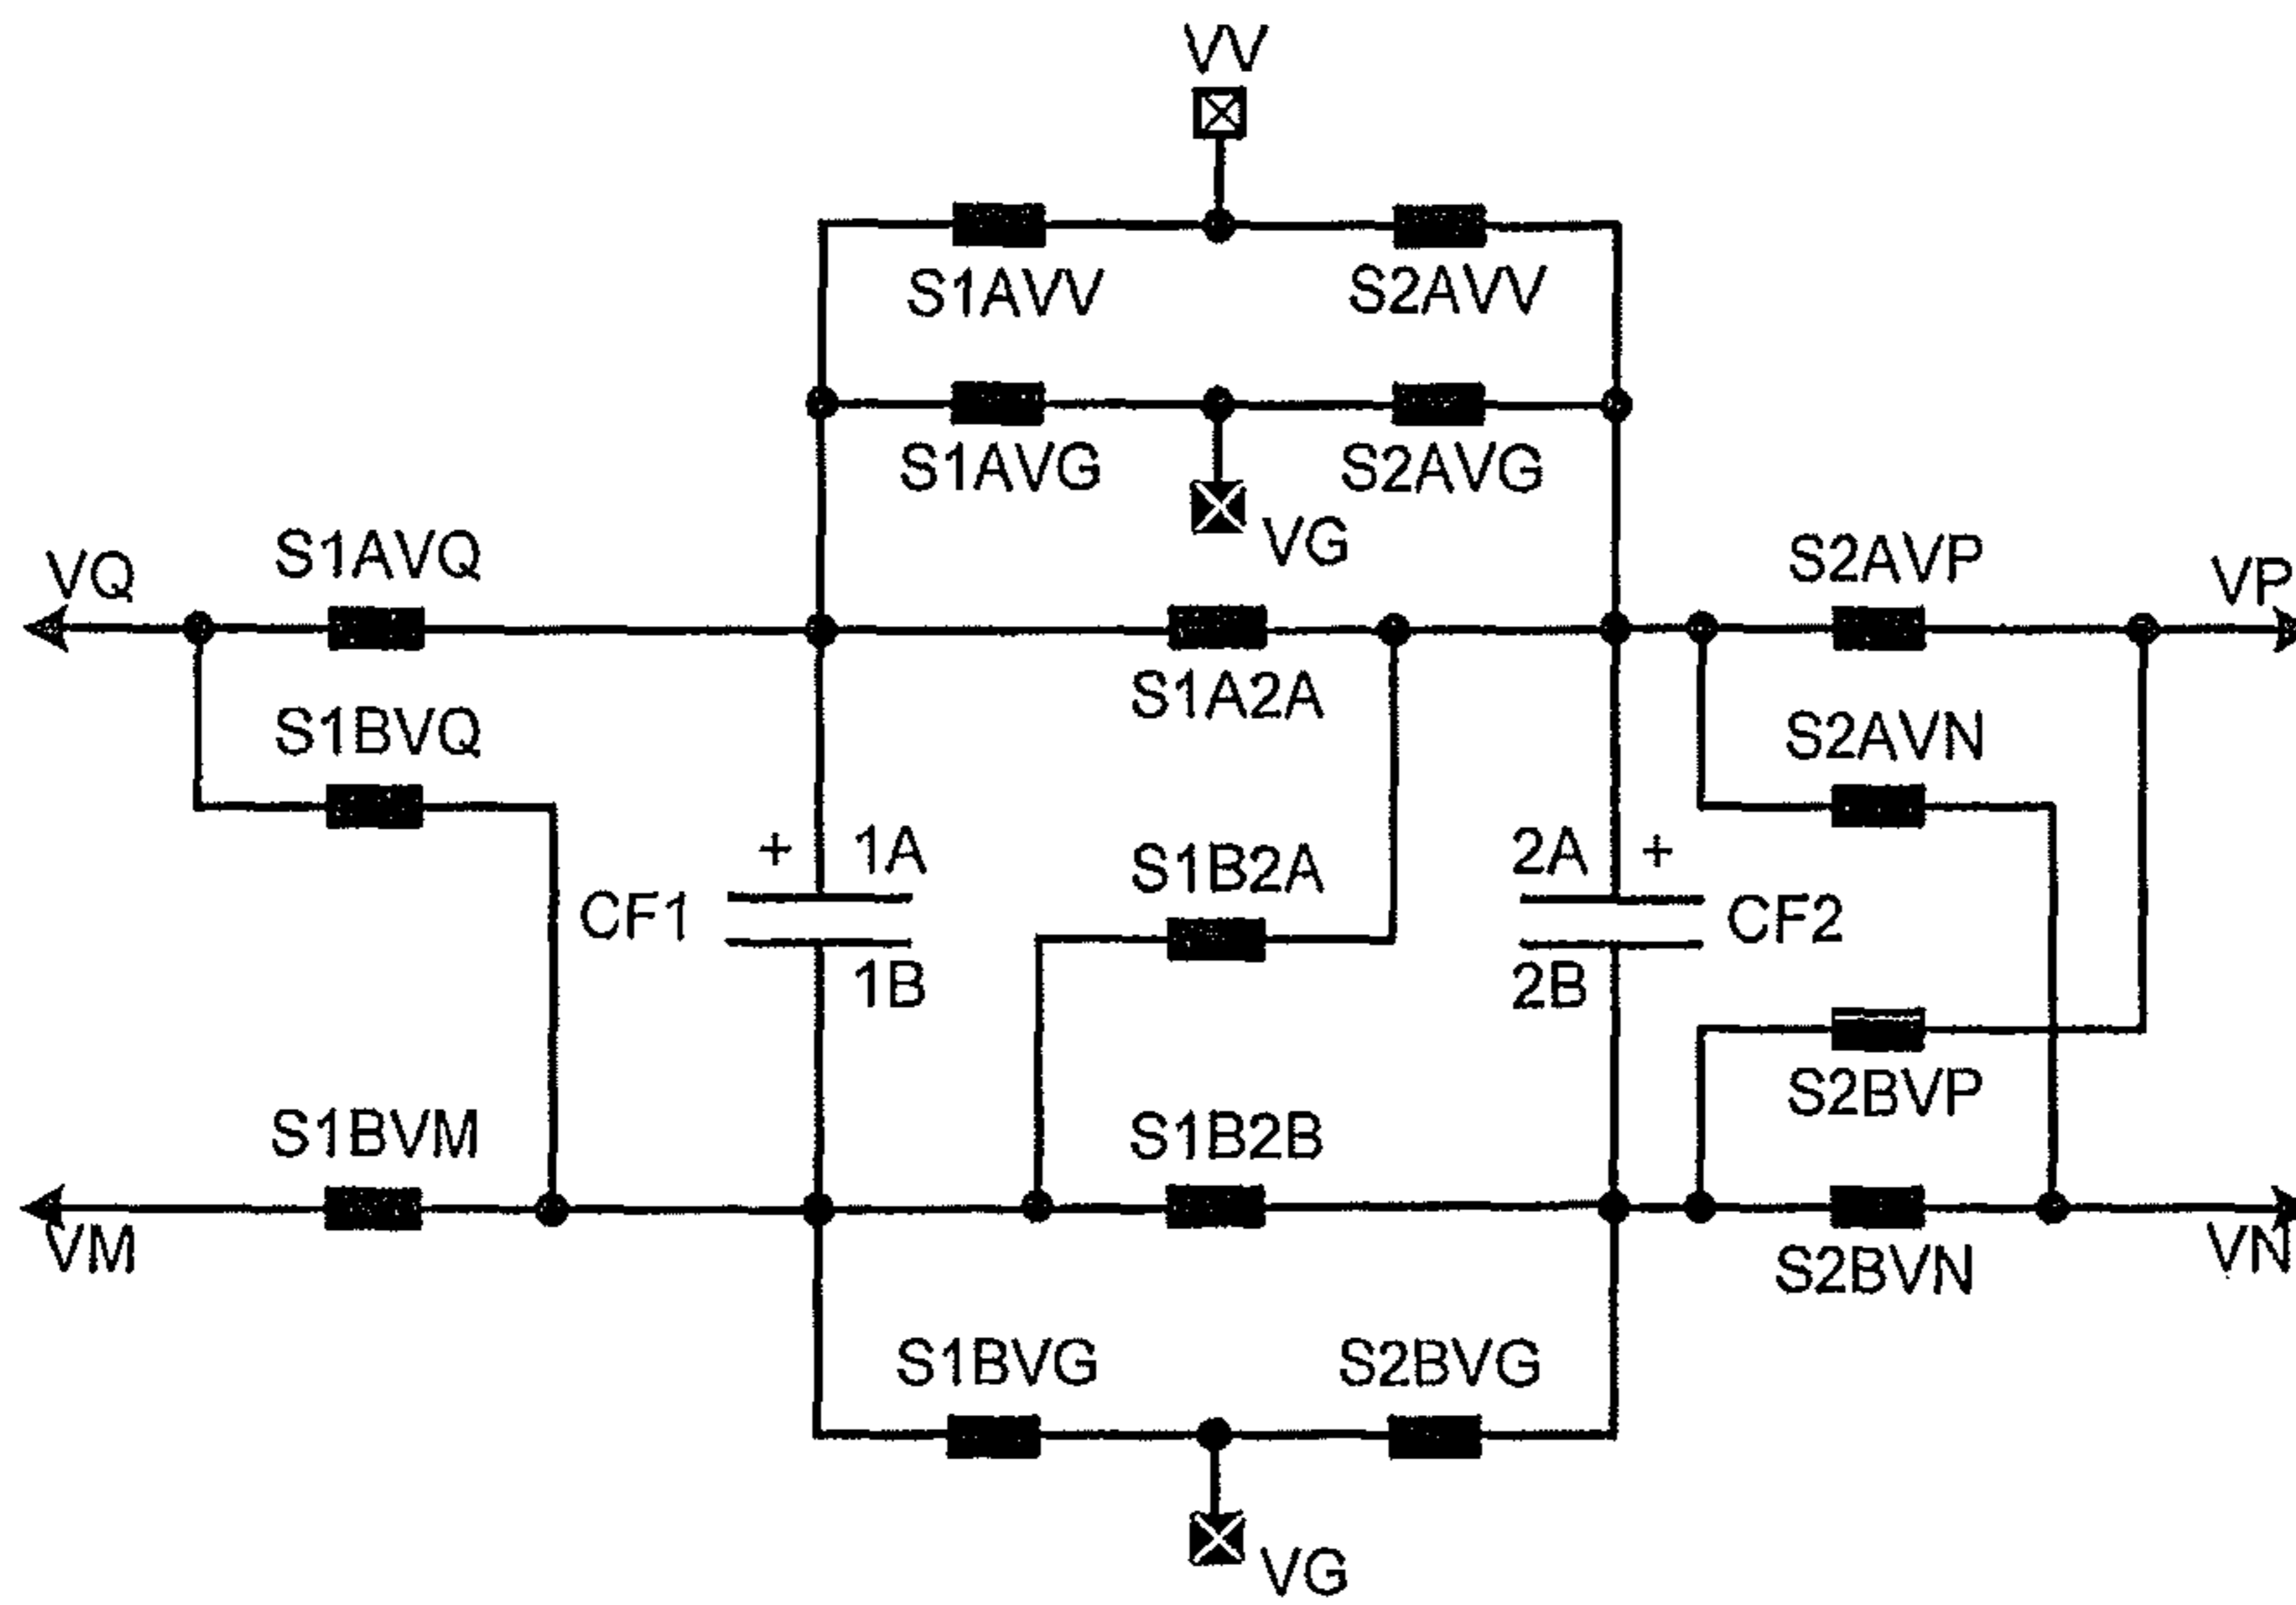 VV
S1AVV
S2AVV
S1AVG
S2AVG
VG
VQ
S1AVQ
S2AVP
VP
S1A2A
S1BVQ
S2AVN
+ 1A
S1B2A
2A +
CF1
CF2
1B
2B
S2BVP
S1BVM
S1B2B
VM
VN
S2BVN
S1BVG
S2BVG
VG